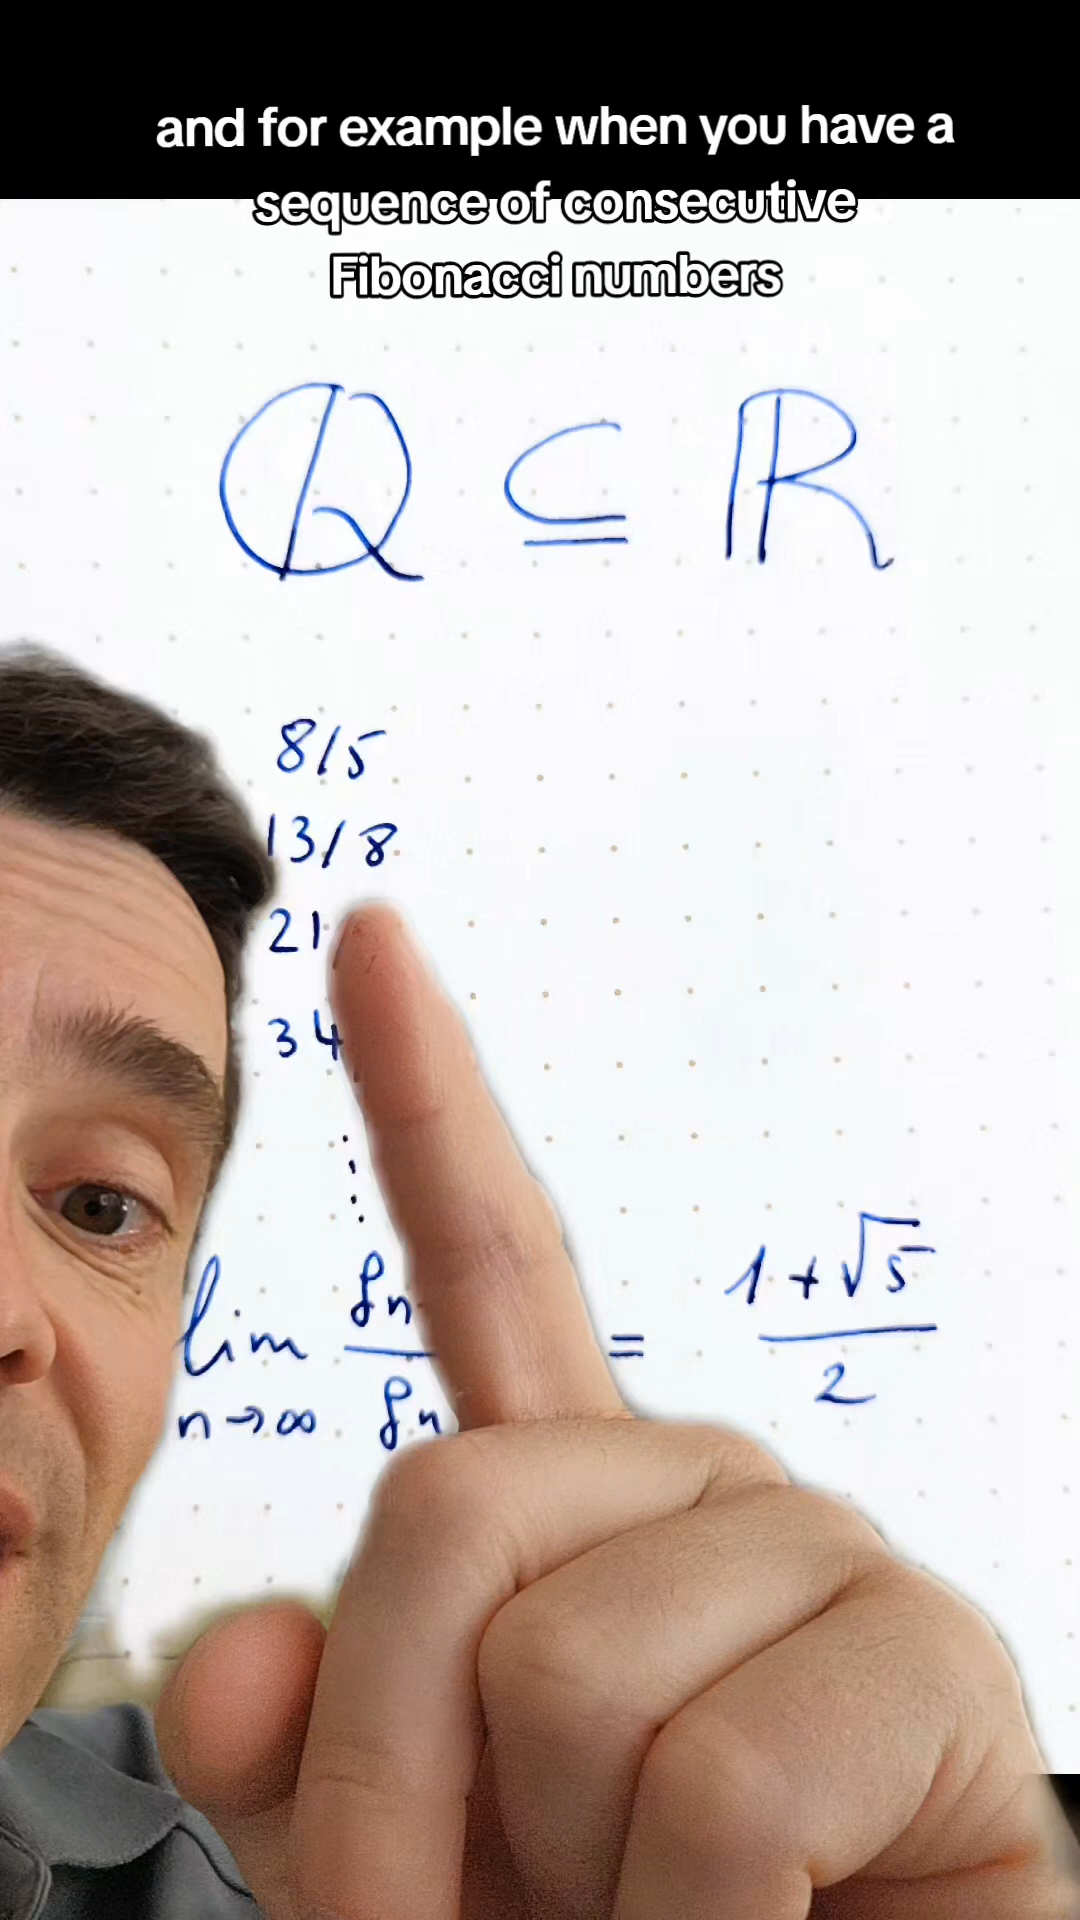 and for example when you have a
sequence of consecutive
Fibonacci numbers
ℚ ⊆ ℝ
8/5
13/8
21
34
⋮
lim fn = 1+√5
n→∞ fn 2